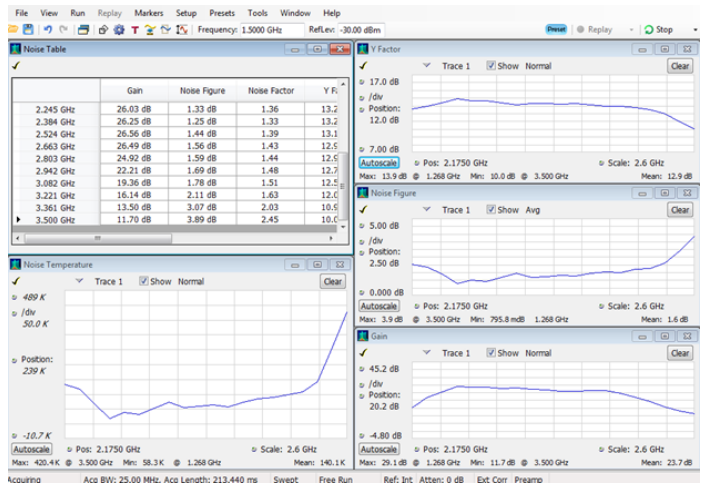 File View Run Replay Markers Setup Presets Tools Window Help
T Frequency: 1.5000 GHz RefLev: -30.00 dBm Preset Replay Stop
Noise Table
Gain Noise Figure Noise Factor Y Fa
2.245 GHz 26.03 dB 1.33 dB 1.36 13.2
2.384 GHz 26.25 dB 1.25 dB 1.33 13.2
2.524 GHz 26.56 dB 1.44 dB 1.39 13.1
2.663 GHz 26.49 dB 1.56 dB 1.43 12.9
2.803 GHz 24.92 dB 1.59 dB 1.44 12.9
2.942 GHz 22.21 dB 1.69 dB 1.48 12.7
3.082 GHz 19.36 dB 1.78 dB 1.51 12.5
3.221 GHz 16.14 dB 2.11 dB 1.63 12.0
3.361 GHz 13.50 dB 3.07 dB 2.03 10.9
3.500 GHz 11.70 dB 3.89 dB 2.45 10.0
Noise Temperature
Trace 1 Show Normal Clear
489 K
/div
50.0 K
Position:
239 K
-10.7 K
Autoscale Pos: 2.1750 GHz Scale: 2.6 GHz
Max: 420.4 K @ 3.500 GHz Min: 58.3 K @ 1.268 GHz Mean: 140.1 K
Y Factor
Trace 1 Show Normal Clear
17.0 dB
/div
Position:
12.0 dB
7.00 dB
Autoscale Pos: 2.1750 GHz Scale: 2.6 GHz
Max: 13.9 dB @ 1.268 GHz Min: 10.0 dB @ 3.500 GHz Mean: 12.9 dB
Noise Figure
Trace 1 Show Avg Clear
5.00 dB
/div
Position:
2.50 dB
0.000 dB
Autoscale Pos: 2.1750 GHz Scale: 2.6 GHz
Max: 3.9 dB @ 3.500 GHz Min: 795.8 mdB 1.268 GHz Mean: 1.6 dB
Gain
Trace 1 Show Normal Clear
45.2 dB
/div
Position:
20.2 dB
-4.80 dB
Autoscale Pos: 2.1750 GHz Scale: 2.6 GHz
Max: 29.1 dB @ 1.268 GHz Min: 11.7 dB @ 3.500 GHz Mean: 23.7 dB
Acquiring Acq BW: 25.00 MHz, Acq Length: 213.440 ms Swept Free Run Ref: Int Atten: 0 dB Ext Corr Preamp